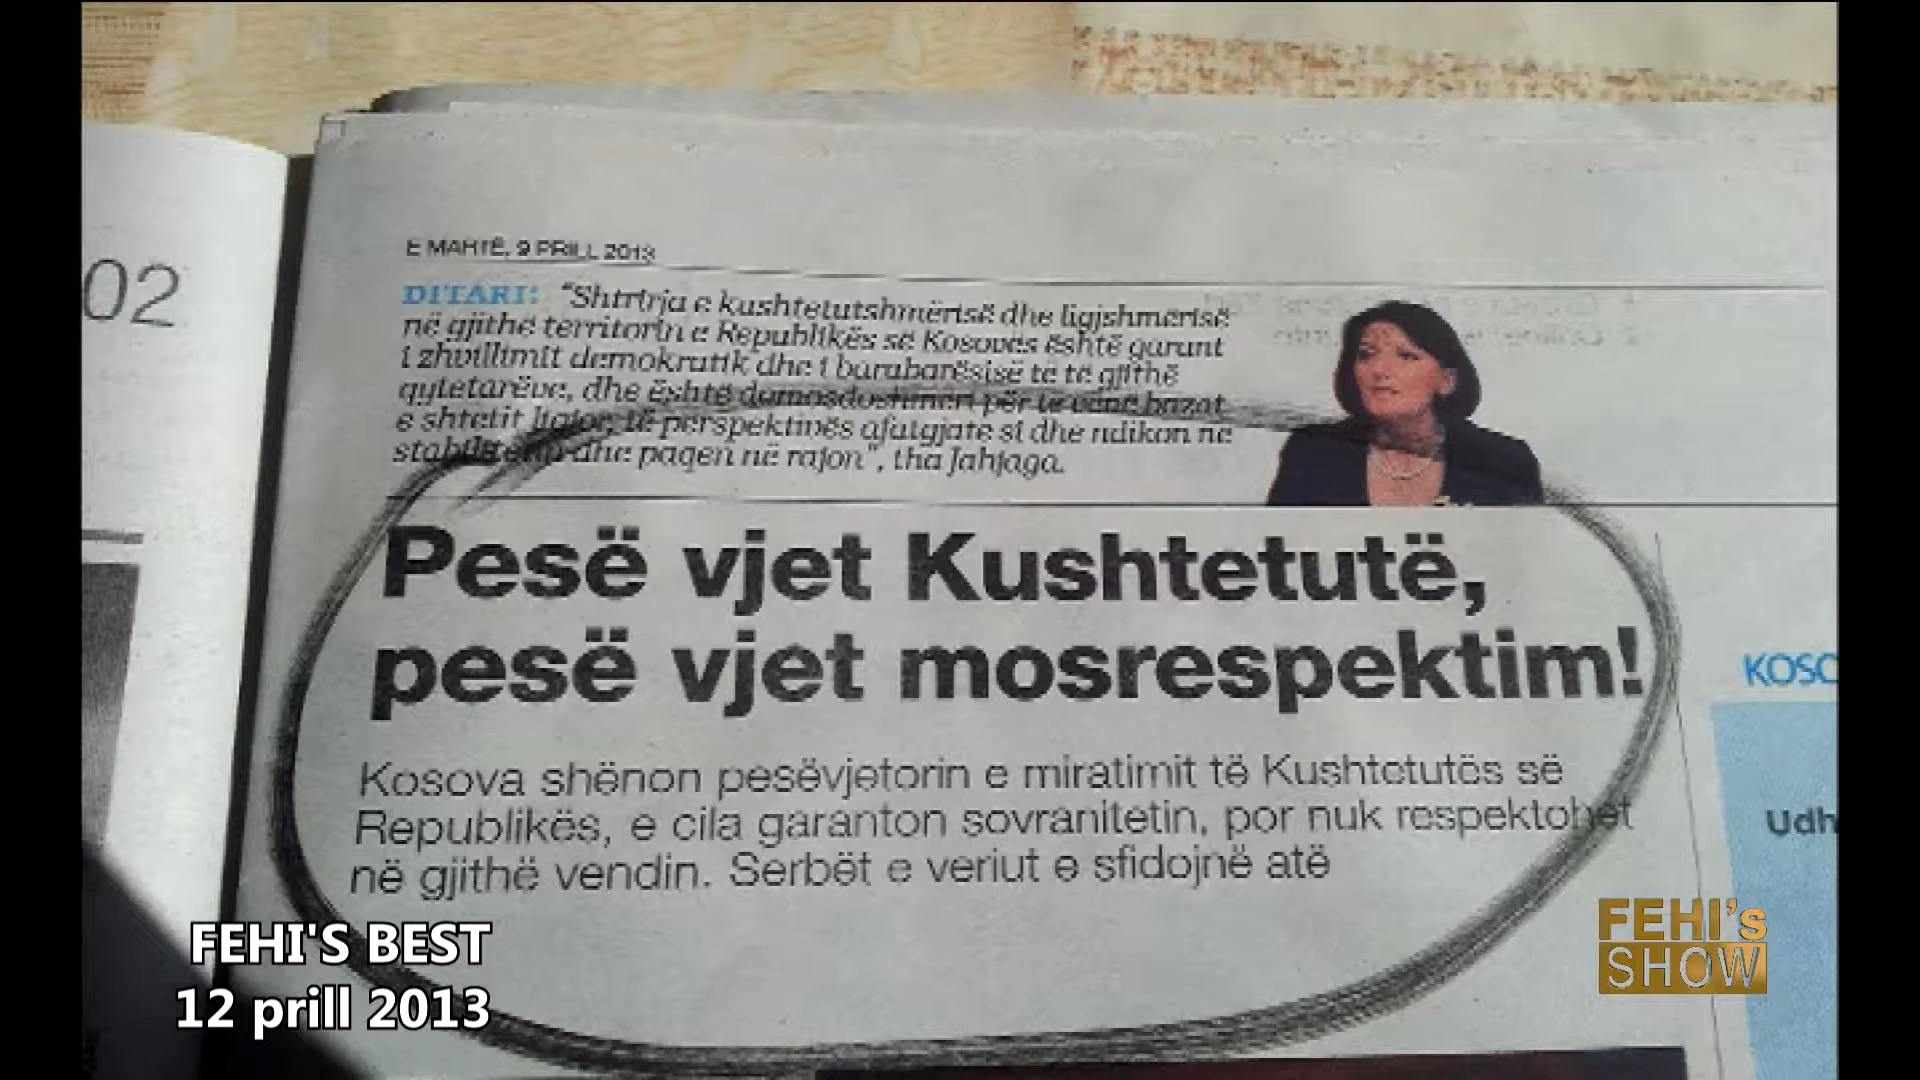 02
E MARTË, 9 PRILL 2013
DITARI: "Shtrirja e kushtetutshmërisë dhe ligjshmërisë
në gjithë territorin e Republikës së Kosovës është garant
i zhvillimit demokratik dhe i barabarësisë të të gjithë
qytetarëve, dhe është domosdoshmëri për të vënë bazat
e shtetit ligjor, të perspektivës afatgjate si dhe ndikon në
stabilitetin dhe paqen në rajon", tha Jahjaga.
Pesë vjet Kushtetutë,
pesë vjet mosrespektim!
Kosova shënon pesëvjetorin e miratimit të Kushtetutës së
Republikës, e cila garanton sovranitetin, por nuk respektohet
në gjithë vendin. Serbët e veriut e sfidojnë atë
KOSO
Udh
FEHI'S BEST
12 prill 2013
FEHI's
SHOW